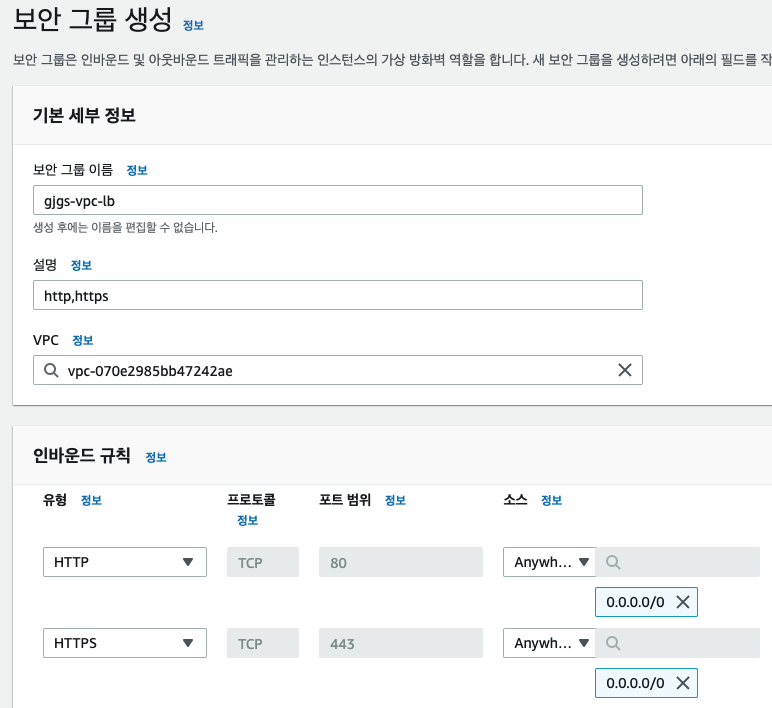 보안 그룹 생성 정보
보안 그룹은 인바운드 및 아웃바운드 트래픽을 관리하는 인스턴스의 가상 방화벽 역할을 합니다. 새 보안 그룹을 생성하려면 아래의 필드를 작
기본 세부 정보
보안 그룹 이름 정보
gjgs-vpc-lb
생성 후에는 이름을 편집할 수 없습니다.
설명 정보
http,https
VPC 정보
vpc-070e2985bb47242ae
인바운드 규칙 정보
유형 정보 프로토콜 포트 범위 정보 소스 정보
정보
HTTP TCP 80 Anywh...
0.0.0.0/0
HTTPS TCP 443 Anywh...
0.0.0.0/0